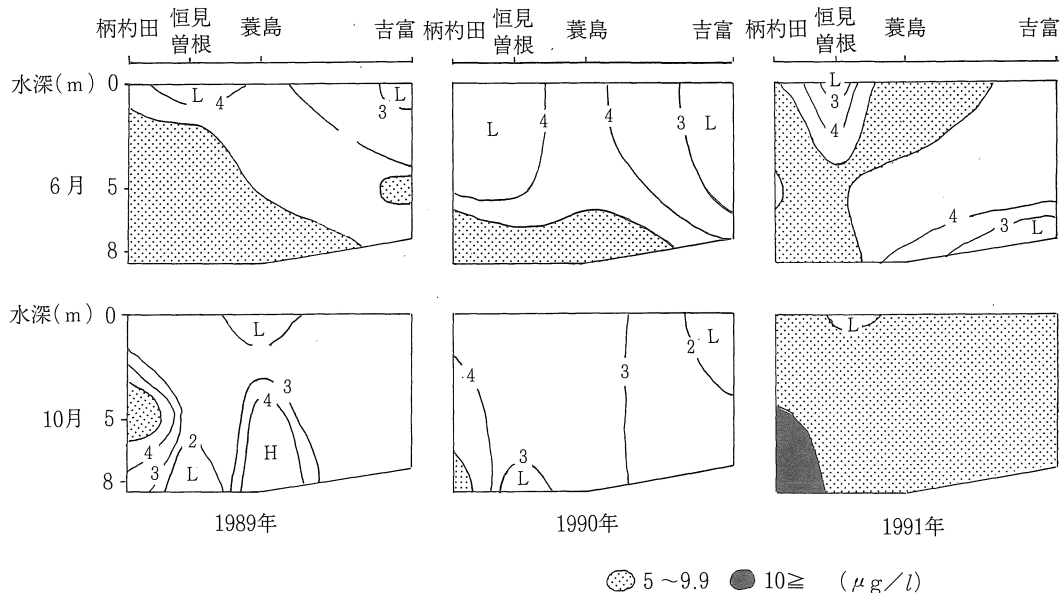 柄杓田 恒見 曽根 蓑島 吉富 柄杓田 恒見 曽根 蓑島 吉富 柄杓田 恒見 曽根 蓑島 吉富
水深(m) 0
6月 5
8
L 4 L 3
L 4 4 3 L
L 3 4 4 3 L
水深(m) 0
10月 5
8
L 3 4 H 4 3 2 L
4 3 L 3 2 L
L
1989年 1990年 1991年
5～9.9 10≧ (μg/l)